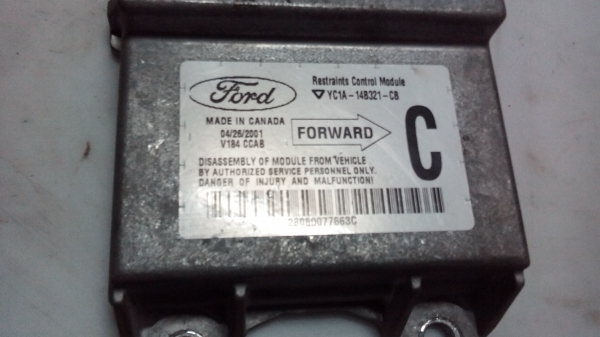 Ford
Restraints Control Module
YC1A-14B321-CB
MADE IN CANADA
04/26/2001
V184 CCAB
FORWARD
C
DISASSEMBLY OF MODULE FROM VEHICLE
BY AUTHORIZED SERVICE PERSONNEL ONLY.
DANGER OF INJURY AND MALFUNCTION!